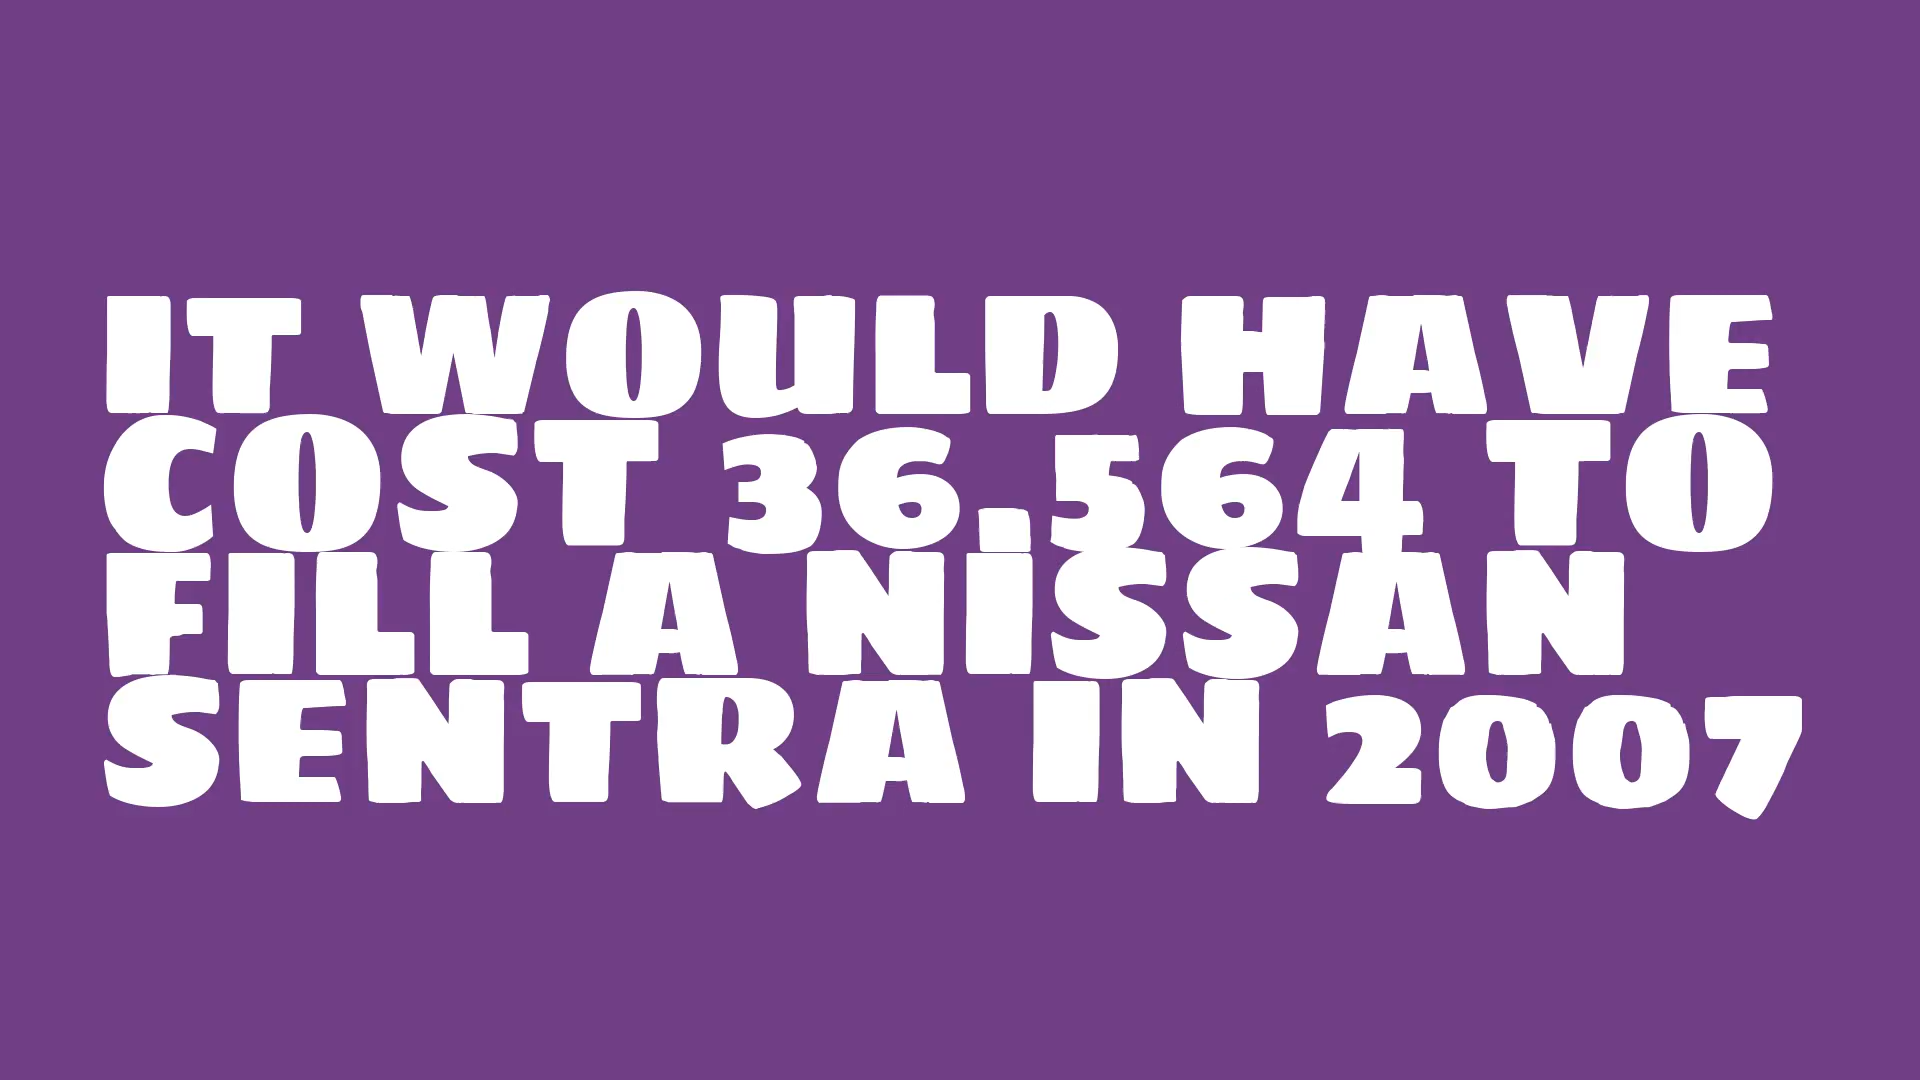 IT WOULD HAVE
COST 36.564 TO
FILL A NISSAN
SENTRA IN 2007